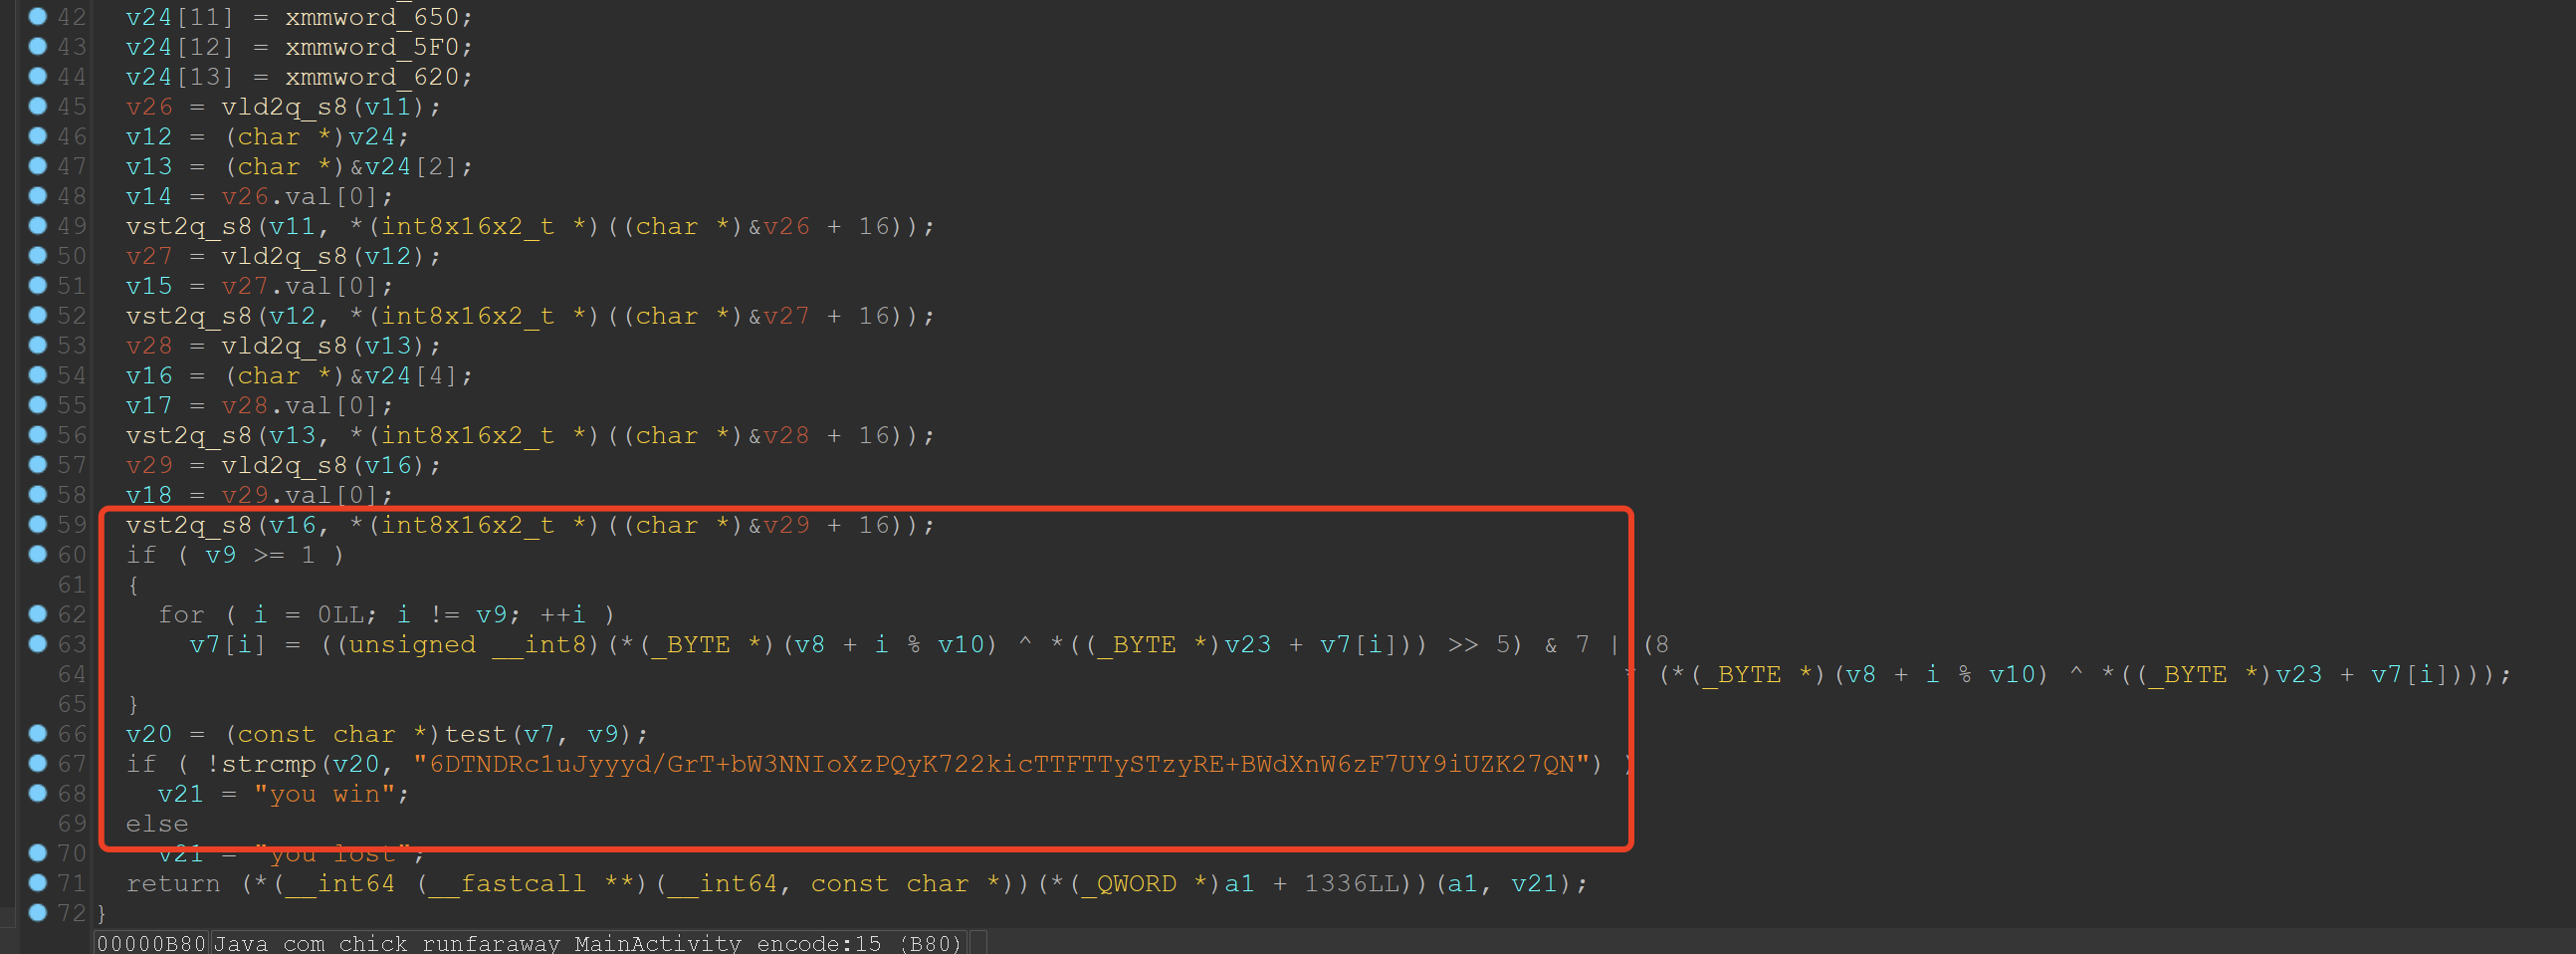 42 v24[11] = xmmword_650;
43 v24[12] = xmmword_5F0;
44 v24[13] = xmmword_620;
45 v26 = vld2q_s8(v11);
46 v12 = (char *)v24;
47 v13 = (char *)&v24[2];
48 v14 = v26.val[0];
49 vst2q_s8(v11, *(int8x16x2_t *)((char *)&v26 + 16));
50 v27 = vld2q_s8(v12);
51 v15 = v27.val[0];
52 vst2q_s8(v12, *(int8x16x2_t *)((char *)&v27 + 16));
53 v28 = vld2q_s8(v13);
54 v16 = (char *)&v24[4];
55 v17 = v28.val[0];
56 vst2q_s8(v13, *(int8x16x2_t *)((char *)&v28 + 16));
57 v29 = vld2q_s8(v16);
58 v18 = v29.val[0];
59 vst2q_s8(v16, *(int8x16x2_t *)((char *)&v29 + 16));
60 if ( v9 >= 1 )
61 {
62 for ( i = 0LL; i != v9; ++i )
63 v7[i] = ((unsigned __int8)(*(_BYTE *)(v8 + i % v10) ^ *((_BYTE *)v23 + v7[i])) >> 5) & 7 | (8
64 * (*(_BYTE *)(v8 + i % v10) ^ *((_BYTE *)v23 + v7[i])));
65 }
66 v20 = (const char *)test(v7, v9);
67 if ( !strcmp(v20, "6DTNDRc1uJyyyd/GrT+bW3NNIoXzPQyK722kicTTFTTySTzyRE+BWdXnW6zF7UY9iUZK27QN") )
68 v21 = "you win";
69 else
70 v21 = "you lost";
71 return (*(__int64 (__fastcall **)(__int64, const char *))(*(_QWORD *)a1 + 1336LL))(a1, v21);
72 }
00000B80 Java_com_chick_runfaraway_MainActivity_encode:15 (B80)